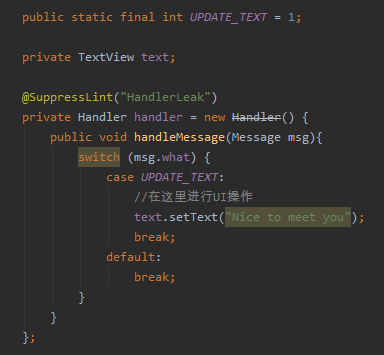 public static final int UPDATE_TEXT = 1;
private TextView text;
@SuppressLint("HandlerLeak")
private Handler handler = new Handler() {
public void handleMessage(Message msg){
switch (msg.what) {
case UPDATE_TEXT:
//在这里进行UI操作
text.setText("Nice to meet you");
break;
default:
break;
}
}
};